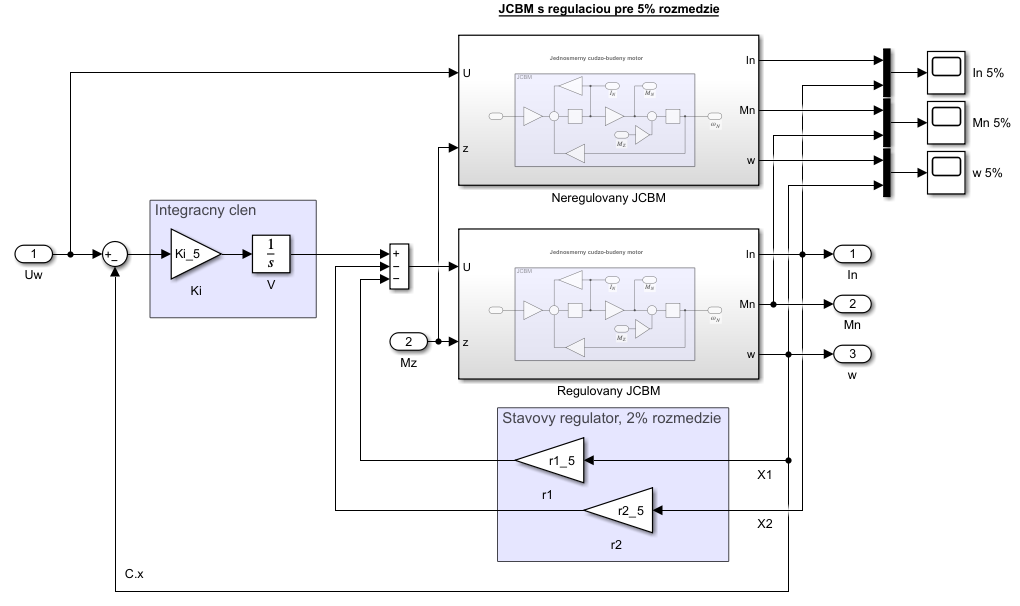 JCBM s regulaciou pre 5% rozmedzie
Jednosmerny cudzo-budeny motor
JCBM
U
z
In
Mn
w
Neregulovany JCBM
In 5%
Mn 5%
w 5%
Integracny clen
1
Uw
+
−
Ki_5
Ki
1
s
V
+
−
−
2
Mz
Jednosmerny cudzo-budeny motor
JCBM
U
z
In
Mn
w
Regulovany JCBM
1
In
2
Mn
3
w
Stavovy regulator, 2% rozmedzie
r1_5
r1
X1
r2_5
r2
X2
C.x